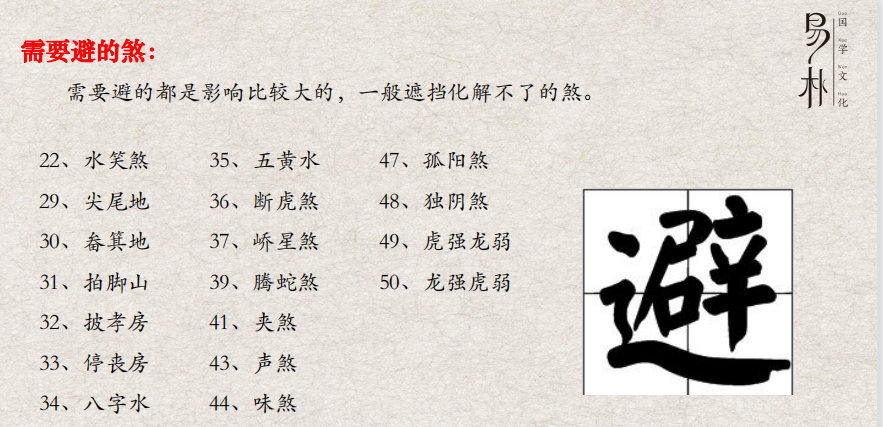 需要避的煞：
需要避的都是影响比较大的，一般遮挡化解不了的煞。
22、水笑煞
29、尖尾地
30、畚箕地
31、拍脚山
32、披孝房
33、停丧房
34、八字水
35、五黄水
36、断虎煞
37、峤星煞
39、腾蛇煞
41、夹煞
43、声煞
44、味煞
47、孤阳煞
48、独阴煞
49、虎强龙弱
50、龙强虎弱
避
易朴
国学文化